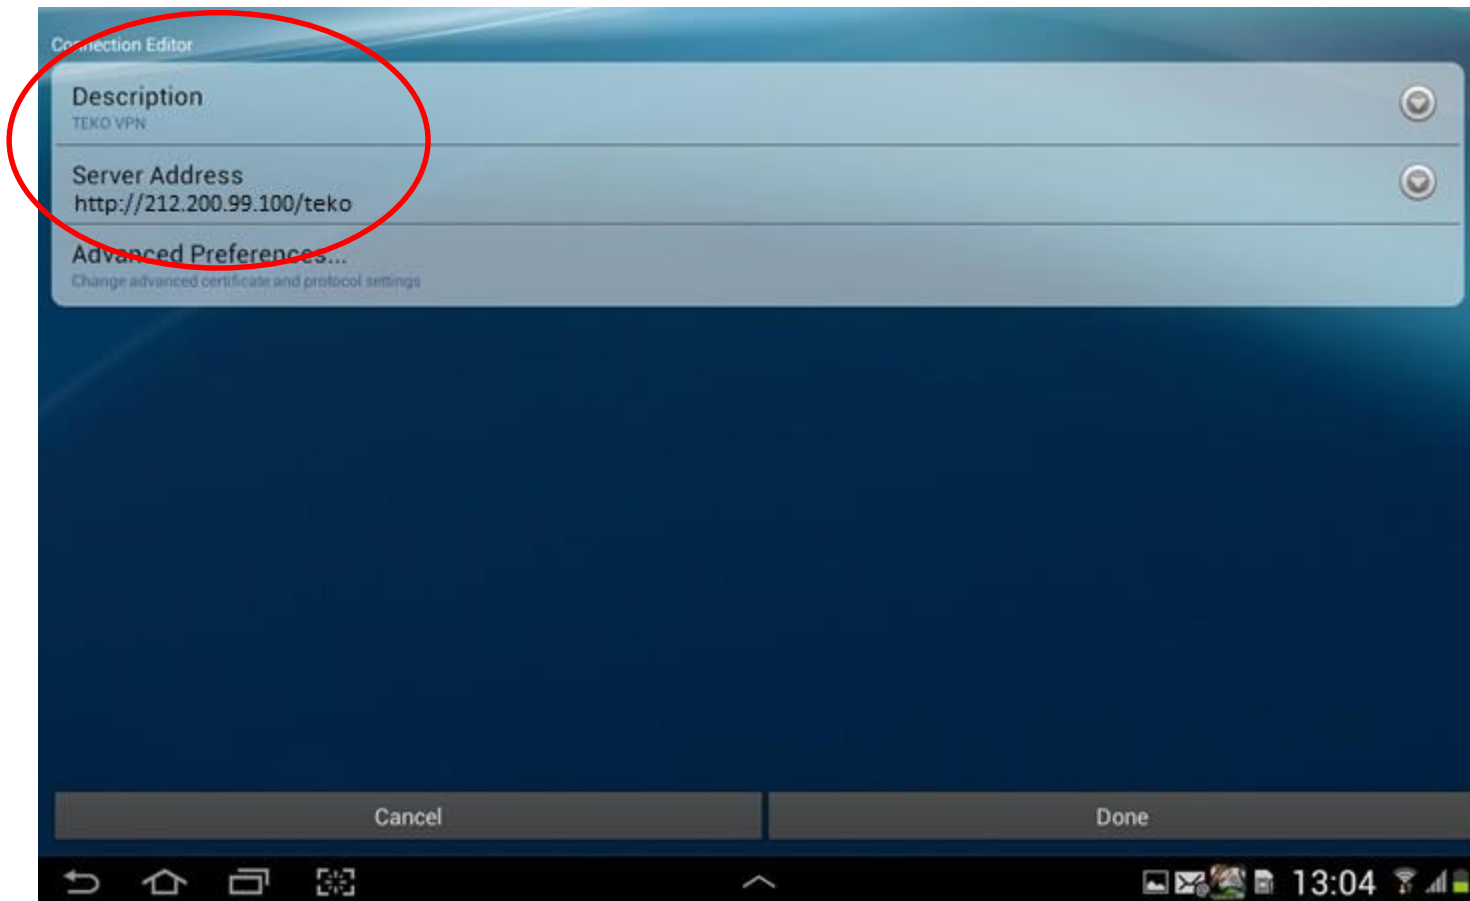 Connection Editor
Description
TEKO VPN
Server Address
http://212.200.99.100/teko
Advanced Preferences...
Change advanced certificate and protocol settings
Cancel
Done
13:04